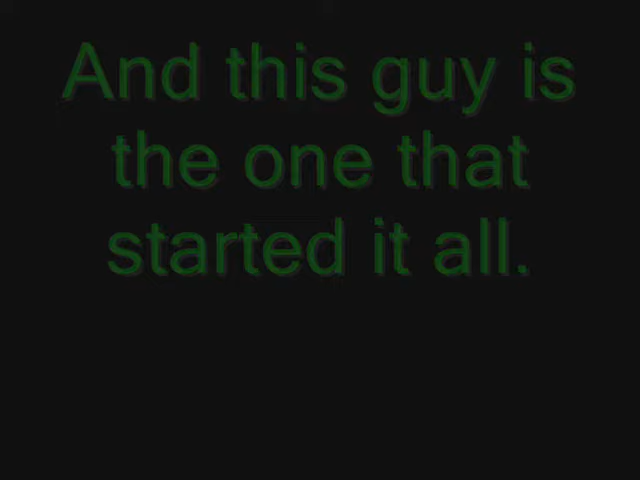 And this guy is
the one that
started it all.